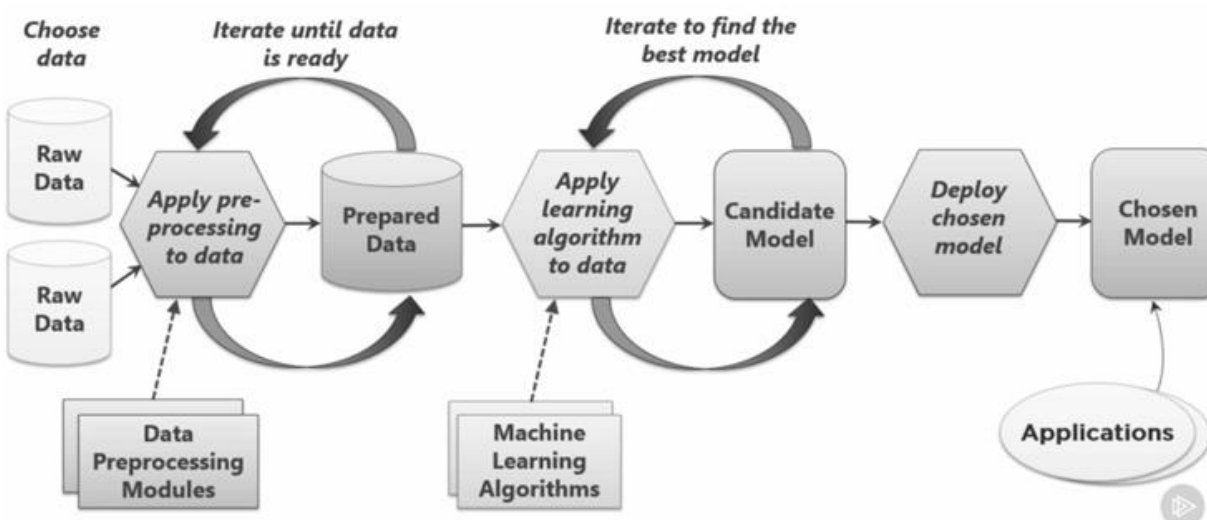 Choose
data
Iterate until data
is ready
Iterate to find the
best model
Raw
Data
Raw
Data
Apply pre-
processing
to data
Prepared
Data
Apply
learning
algorithm
to data
Candidate
Model
Deploy
chosen
model
Chosen
Model
Data
Preprocessing
Modules
Machine
Learning
Algorithms
Applications